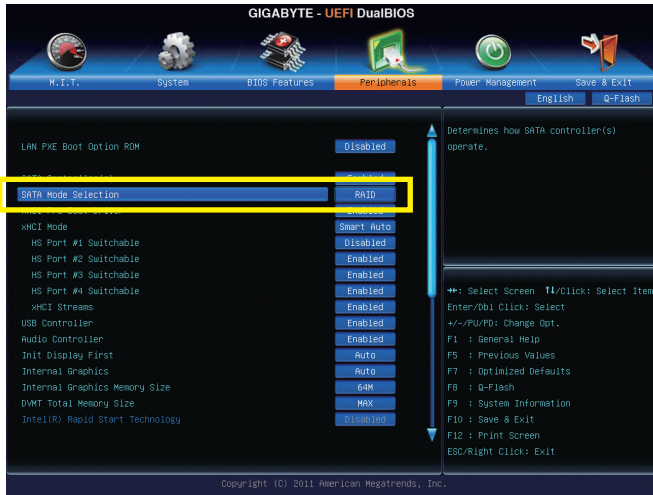 GIGABYTE - UEFI DualBIOS
M.I.T.
System
BIOS Features
Peripherals
Power Management
Save & Exit
English
Q-Flash
LAN PXE Boot Option ROM Disabled
SATA Mode Selection RAID
Enabled
xHCI Mode Smart Auto
HS Port #1 Switchable Disabled
HS Port #2 Switchable Enabled
HS Port #3 Switchable Enabled
HS Port #4 Switchable Enabled
xHCI Streams Enabled
USB Controller Enabled
Audio Controller Enabled
Init Display First Auto
Internal Graphics Auto
Internal Graphics Memory Size 64M
DVMT Total Memory Size MAX
Intel(R) Rapid Start Technology Disabled
Determines how SATA controller(s)
operate.
→←: Select Screen ↑↓/Click: Select Item
Enter/Dbl Click: Select
+/-/PU/PD: Change Opt.
F1 : General Help
F5 : Previous Values
F7 : Optimized Defaults
F8 : Q-Flash
F9 : System Information
F10 : Save & Exit
F12 : Print Screen
ESC/Right Click: Exit
Copyright (C) 2011 American Megatrends, Inc.